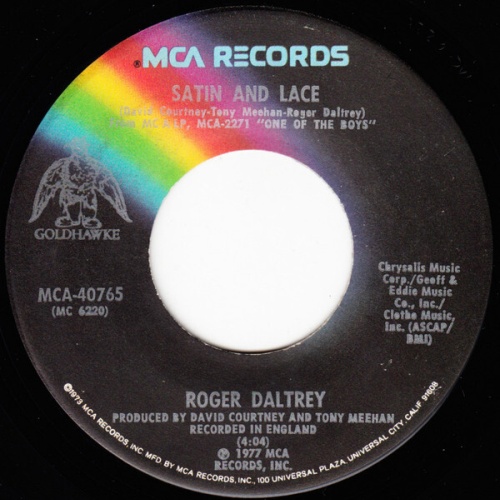 ®MCA RECORDS
SATIN AND LACE
(David Courtney-Tony Meehan-Roger Daltrey)
From MCA LP, MCA-2271 "ONE OF THE BOYS"
GOLDHAWKE
MCA-40765
(MC 6220)
Chrysalis Music
Corp./Geoff &
Eddie Music
Co., Inc./
Clothe Music,
Inc. (ASCAP/
BMI)
ROGER DALTREY
PRODUCED BY DAVID COURTNEY AND TONY MEEHAN
RECORDED IN ENGLAND
(4:04)
℗ 1977 MCA
RECORDS, INC.
©1973 MCA RECORDS, INC. MFD BY MCA RECORDS, INC., 100 UNIVERSAL PLAZA, UNIVERSAL CITY, CALIF. 91608